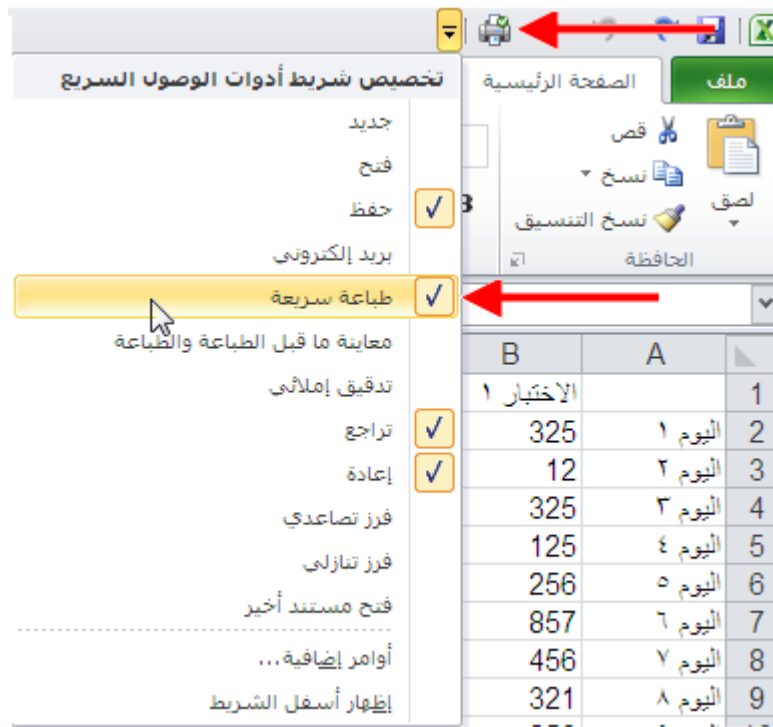 ملف
الصفحة الرئيسية
لصق
قص
نسخ
نسخ التنسيق
الحافظة
تخصيص شريط أدوات الوصول السريع
جديد
فتح
حفظ
بريد إلكتروني
طباعة سريعة
معاينة ما قبل الطباعة والطباعة
تدقيق إملائي
تراجع
إعادة
فرز تصاعدي
فرز تنازلي
فتح مستند أخير
أوامر إضافية...
إظهار أسفل الشريط
A B
1 الاختبار ١
2 اليوم ١ 325
3 اليوم ٢ 12
4 اليوم ٣ 325
5 اليوم ٤ 125
6 اليوم ٥ 256
7 اليوم ٦ 857
8 اليوم ٧ 456
9 اليوم ٨ 321